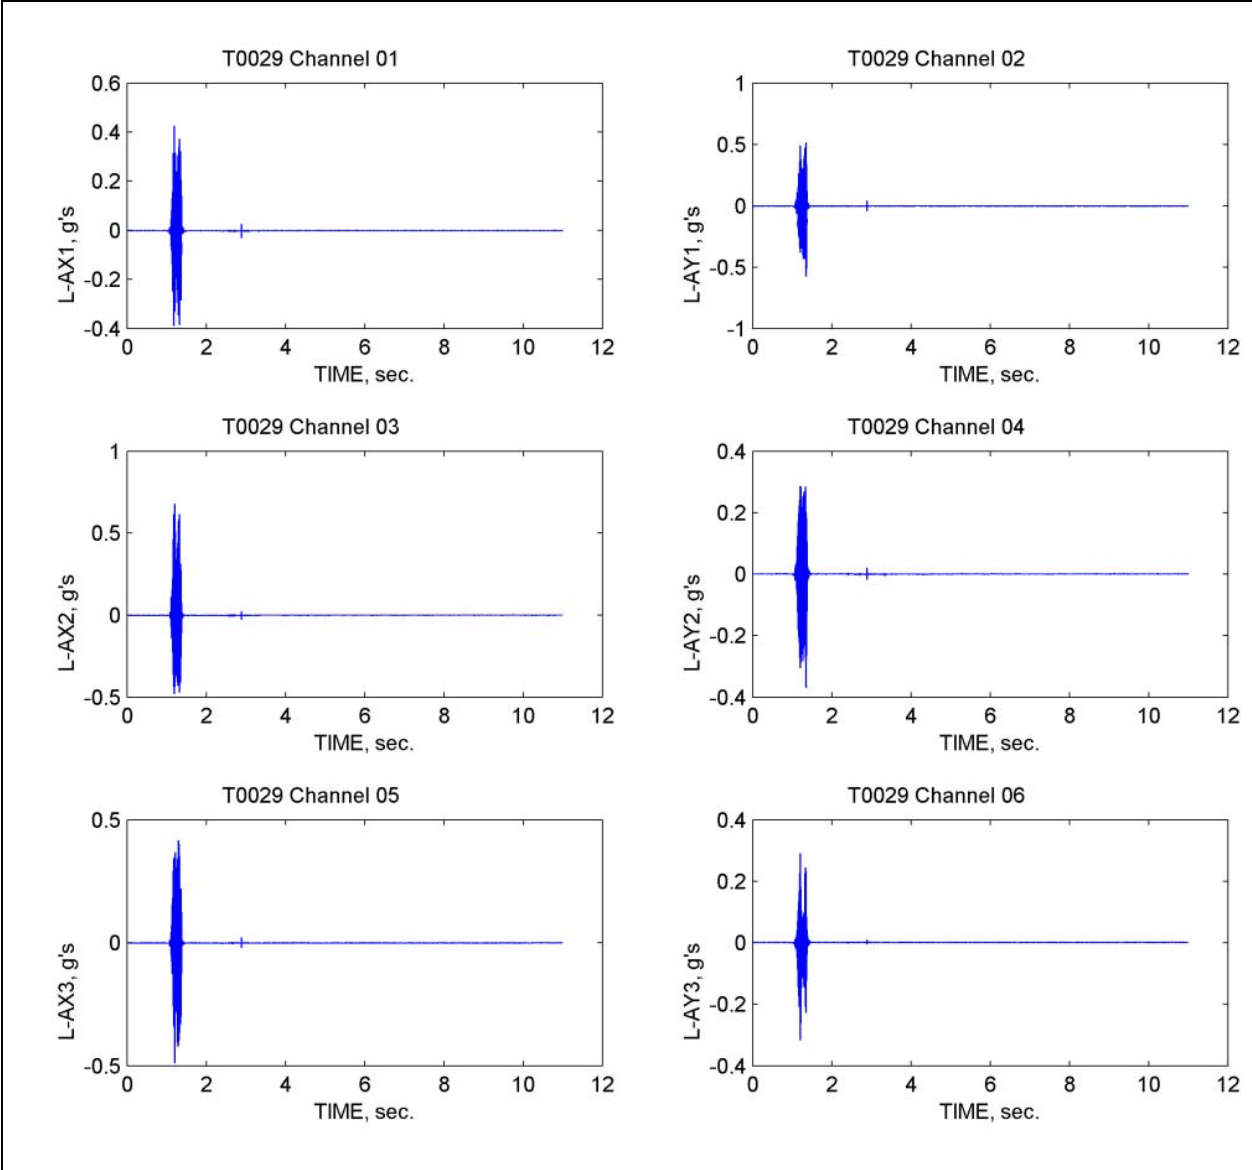 T0029 Channel 01
0.6
0.4
0.2
0
-0.2
-0.4
L-AX1, g's
0 2 4 6 8 10 12
TIME, sec.
T0029 Channel 02
1
0.5
0
-0.5
-1
L-AY1, g's
0 2 4 6 8 10 12
TIME, sec.
T0029 Channel 03
1
0.5
0
-0.5
L-AX2, g's
0 2 4 6 8 10 12
TIME, sec.
T0029 Channel 04
0.4
0.2
0
-0.2
-0.4
L-AY2, g's
0 2 4 6 8 10 12
TIME, sec.
T0029 Channel 05
0.5
0
-0.5
L-AX3, g's
0 2 4 6 8 10 12
TIME, sec.
T0029 Channel 06
0.4
0.2
0
-0.2
-0.4
L-AY3, g's
0 2 4 6 8 10 12
TIME, sec.